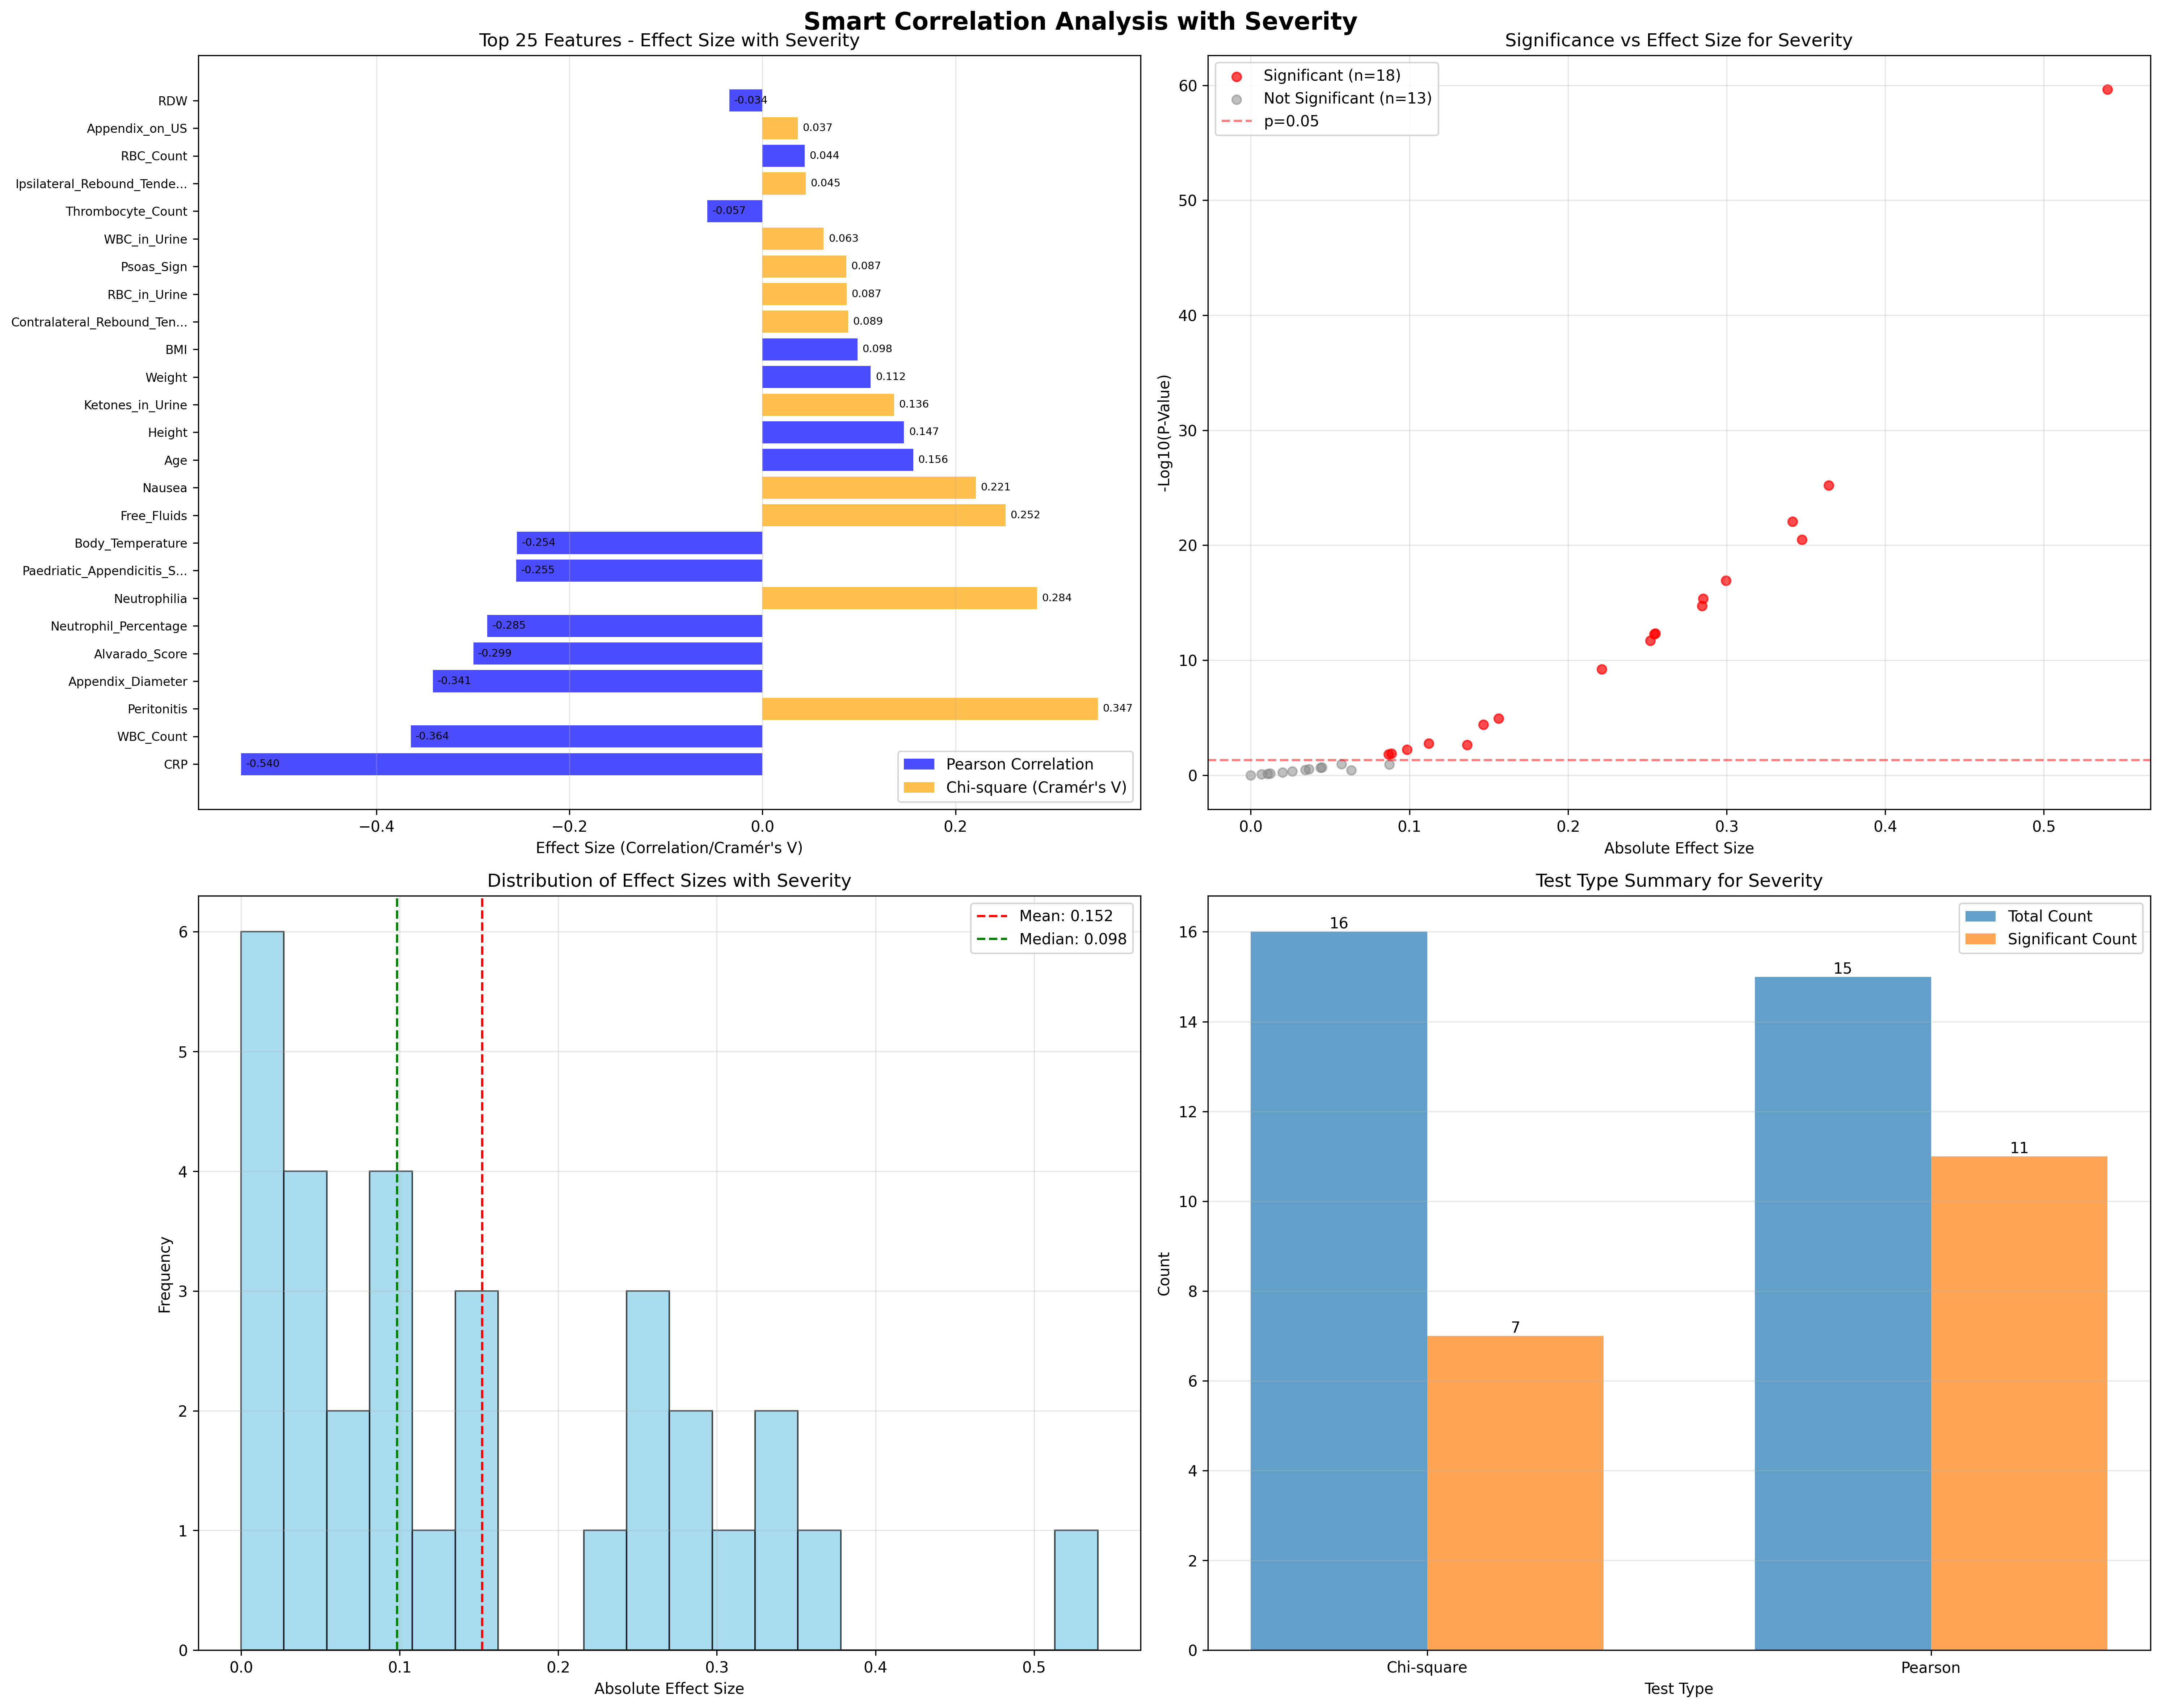 Smart Correlation Analysis with Severity
Top 25 Features - Effect Size with Severity
RDW
Appendix_on_US
RBC_Count
Ipsilateral_Rebound_Tende...
Thrombocyte_Count
WBC_in_Urine
Psoas_Sign
RBC_in_Urine
Contralateral_Rebound_Ten...
BMI
Weight
Ketones_in_Urine
Height
Age
Nausea
Free_Fluids
Body_Temperature
Paedriatic_Appendicitis_S...
Neutrophilia
Neutrophil_Percentage
Alvarado_Score
Appendix_Diameter
Peritonitis
WBC_Count
CRP
-0.034
0.037
0.044
0.045
-0.057
0.063
0.087
0.087
0.089
0.098
0.112
0.136
0.147
0.156
0.221
0.252
-0.254
-0.255
0.284
-0.285
-0.299
-0.341
0.347
-0.364
-0.540
Pearson Correlation
Chi-square (Cramér's V)
−0.4 −0.2 0.0 0.2
Effect Size (Correlation/Cramér's V)
Significance vs Effect Size for Severity
Significant (n=18)
Not Significant (n=13)
p=0.05
-Log10(P-Value)
60
50
40
30
20
10
0
0.0 0.1 0.2 0.3 0.4 0.5
Absolute Effect Size
Distribution of Effect Sizes with Severity
Mean: 0.152
Median: 0.098
Frequency
6
5
4
3
2
1
0
0.0 0.1 0.2 0.3 0.4 0.5
Absolute Effect Size
Test Type Summary for Severity
Total Count
Significant Count
Count
16
14
12
10
8
6
4
2
0
16
7
15
11
Chi-square Pearson
Test Type